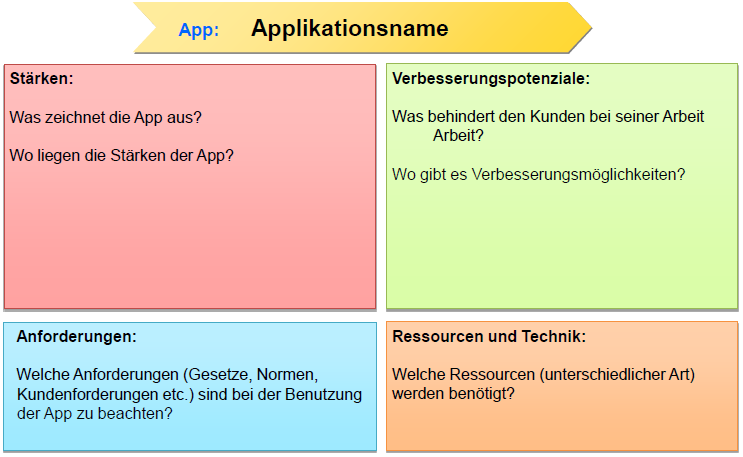 App: Applikationsname
Stärken:
Was zeichnet die App aus?
Wo liegen die Stärken der App?
Verbesserungspotenziale:
Was behindert den Kunden bei seiner Arbeit
Arbeit?
Wo gibt es Verbesserungsmöglichkeiten?
Anforderungen:
Welche Anforderungen (Gesetze, Normen,
Kundenforderungen etc.) sind bei der Benutzung
der App zu beachten?
Ressourcen und Technik:
Welche Ressourcen (unterschiedlicher Art)
werden benötigt?